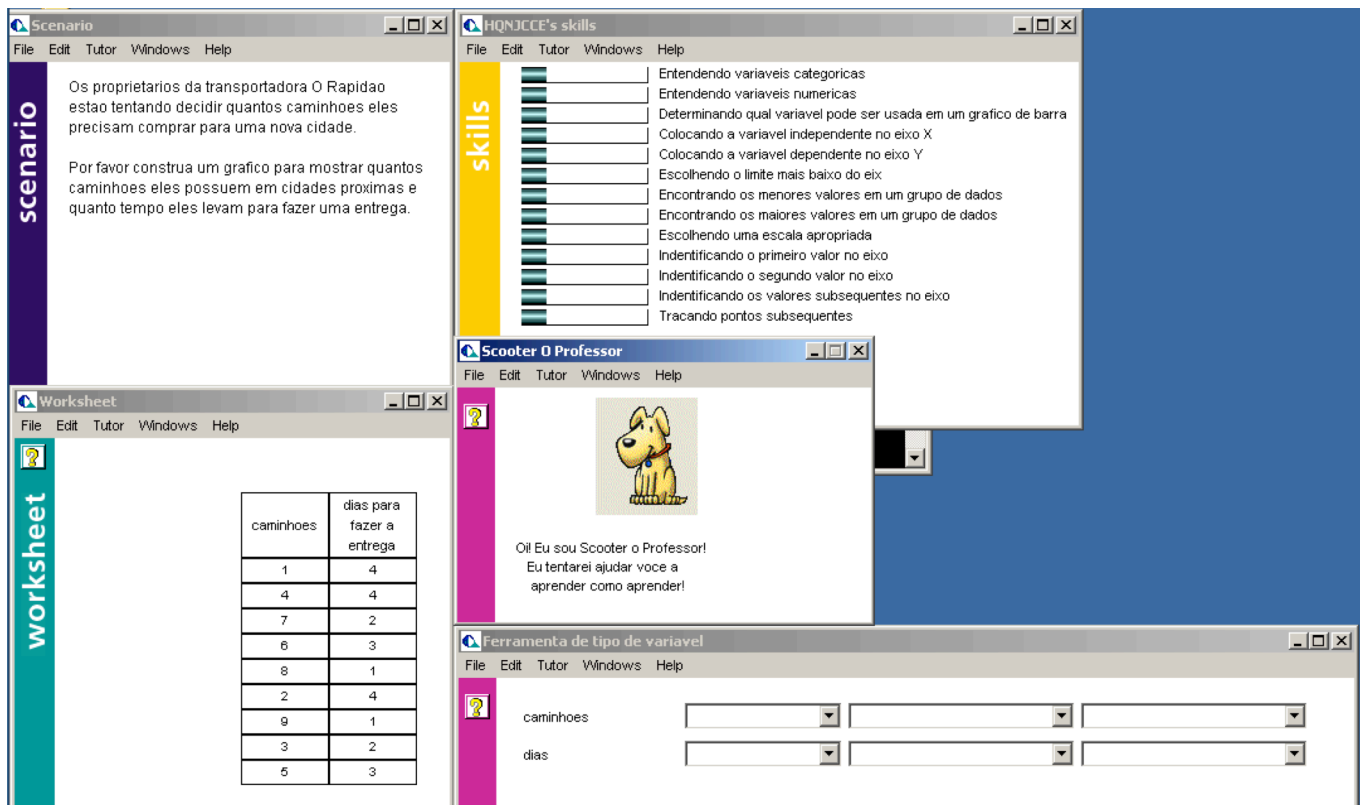 Scenario
File Edit Tutor Windows Help
scenario
Os proprietarios da transportadora O Rapidao
estao tentando decidir quantos caminhoes eles
precisam comprar para uma nova cidade.
Por favor construa um grafico para mostrar quantos
caminhoes eles possuem em cidades proximas e
quanto tempo eles levam para fazer uma entrega.
HQNJCCE's skills
File Edit Tutor Windows Help
skills
Entendendo variaveis categoricas
Entendendo variaveis numericas
Determinando qual variavel pode ser usada em um grafico de barra
Colocando a variavel independente no eixo X
Colocando a variavel dependente no eixo Y
Escolhendo o limite mais baixo do eix
Encontrando os menores valores em um grupo de dados
Encontrando os maiores valores em um grupo de dados
Escolhendo uma escala apropriada
Indentificando o primeiro valor no eixo
Indentificando o segundo valor no eixo
Indentificando os valores subsequentes no eixo
Tracando pontos subsequentes
Scooter O Professor
File Edit Tutor Windows Help
?
Oi! Eu sou Scooter o Professor!
Eu tentarei ajudar voce a
aprender como aprender!
Worksheet
File Edit Tutor Windows Help
?
worksheet
caminhoes
dias para
fazer a
entrega
1 4
4 4
7 2
6 3
8 1
2 4
9 1
3 2
5 3
Ferramenta de tipo de variavel
File Edit Tutor Windows Help
?
caminhoes
dias